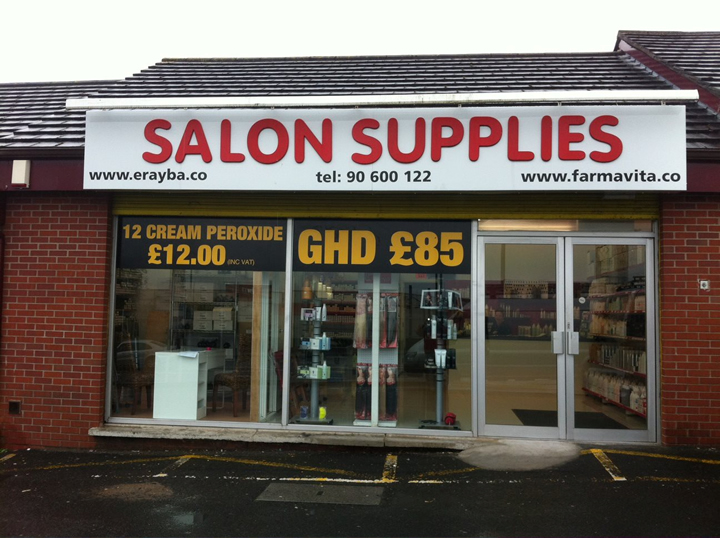 SALON SUPPLIES
www.erayba.co tel: 90 600 122 www.farmavita.co
12 CREAM PEROXIDE
£12.00 (INC VAT)
GHD £85